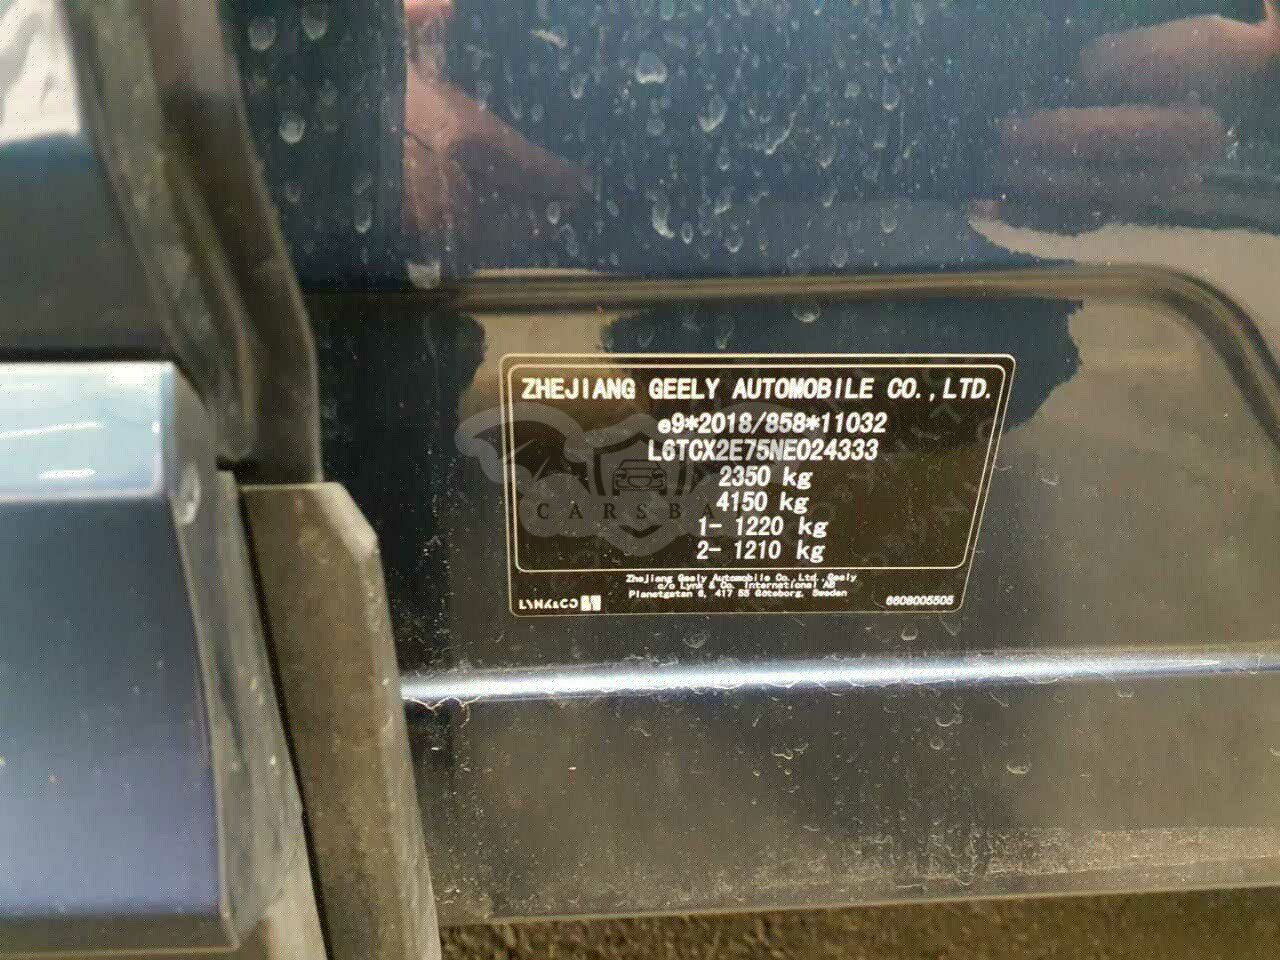 ZHEJIANG GEELY AUTOMOBILE CO.,LTD.
e9*2018/858*11032
L6TCX2E75NE024333
2350 kg
4150 kg
1- 1220 kg
2- 1210 kg
CARSBA
Zhejiang Geely Automobile Co.,Ltd.,Geely
c/o Lynk & Co. International AB
Planetgatan 6, 417 55 Göteborg, Sweden
LYNK&CO
6608005505